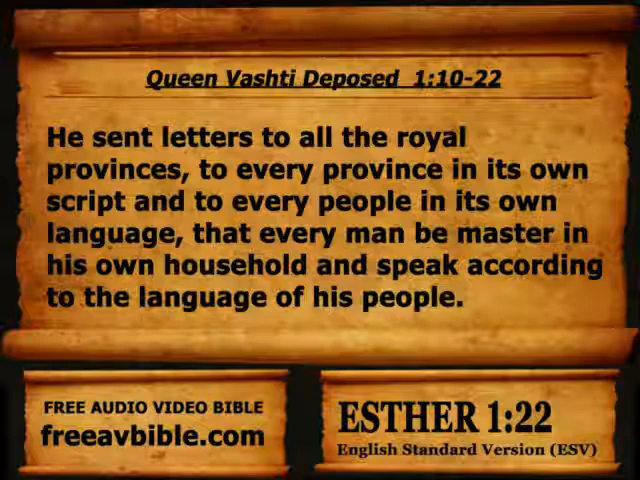 Queen Vashti Deposed 1:10-22
He sent letters to all the royal
provinces, to every province in its own
script and to every people in its own
language, that every man be master in
his own household and speak according
to the language of his people.
FREE AUDIO VIDEO BIBLE
freeavbible.com
ESTHER 1:22
English Standard Version (ESV)